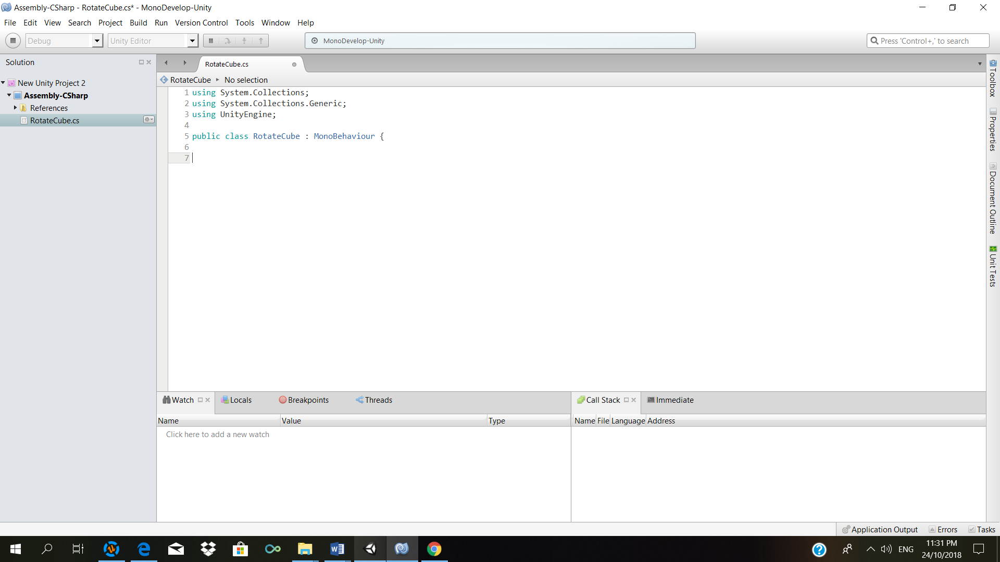 Assembly-CSharp - RotateCube.cs* - MonoDevelop-Unity
File Edit View Search Project Build Run Version Control Tools Window Help
Debug Unity Editor MonoDevelop-Unity Press 'Control+,' to search
Solution
New Unity Project 2
Assembly-CSharp
References
RotateCube.cs
RotateCube.cs
RotateCube No selection
1 using System.Collections;
2 using System.Collections.Generic;
3 using UnityEngine;
4
5 public class RotateCube : MonoBehaviour {
6
7
Toolbox
Properties
Document Outline
Unit Tests
Watch Locals Breakpoints Threads
Name Value Type
Click here to add a new watch
Call Stack Immediate
Name File Language Address
Application Output Errors Tasks
ENG
11:31 PM
24/10/2018